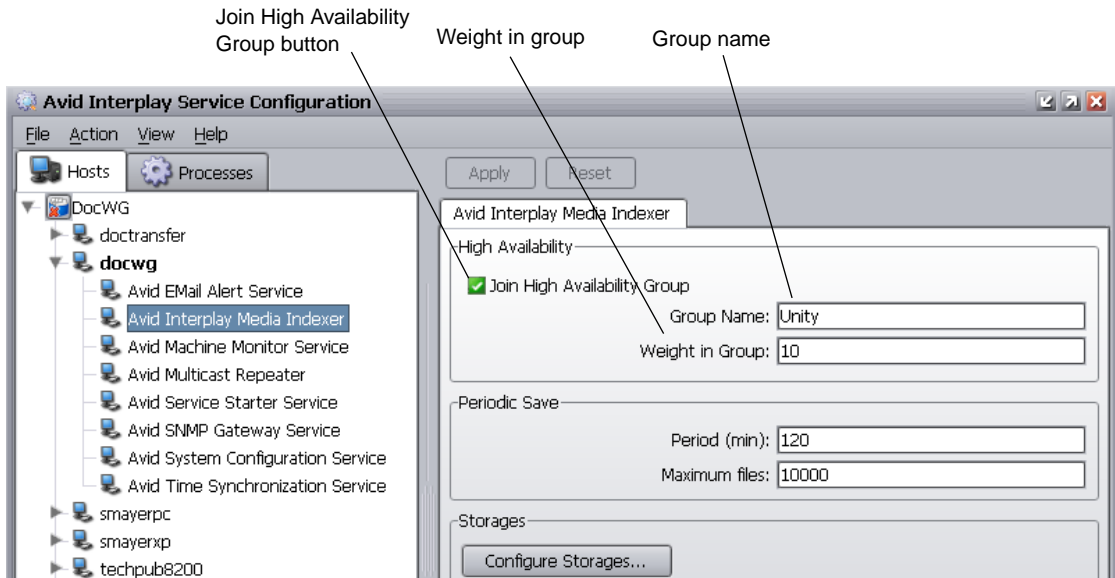 Join High Availability
Group button
Weight in group
Group name
Avid Interplay Service Configuration
File Action View Help
Hosts Processes
Apply Reset
DocWG
doctransfer
docwg
Avid EMail Alert Service
Avid Interplay Media Indexer
Avid Machine Monitor Service
Avid Multicast Repeater
Avid Service Starter Service
Avid SNMP Gateway Service
Avid System Configuration Service
Avid Time Synchronization Service
smayerpc
smayerxp
techpub8200
Avid Interplay Media Indexer
High Availability
Join High Availability Group
Group Name: Unity
Weight in Group: 10
Periodic Save
Period (min): 120
Maximum files: 10000
Storages
Configure Storages...